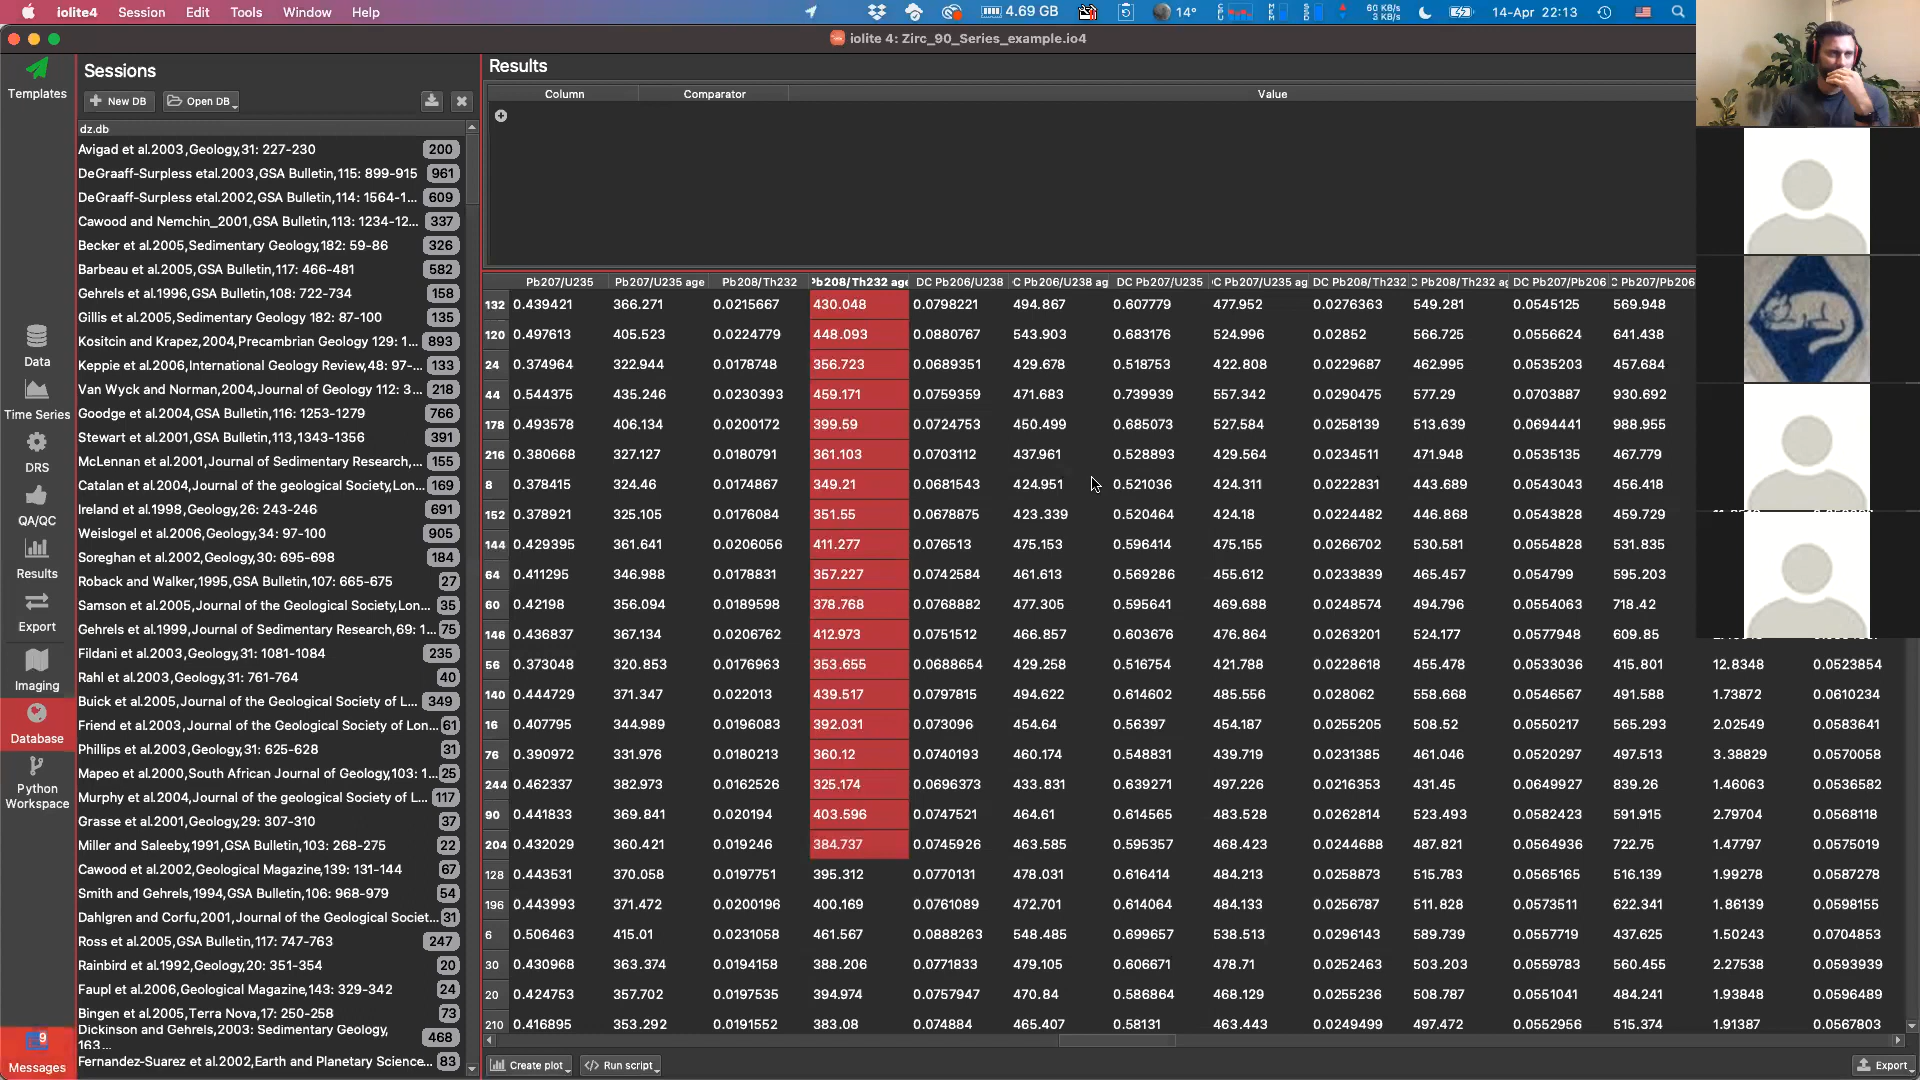 iolite4 Session Edit Tools Window Help 4.69 GB 14° 60 KB/s 3 KB/s 14-Apr 22:13
iolite 4: Zirc_90_Series_example.io4
Templates
Data
Time Series
DRS
QA/QC
Results
Export
Imaging
Database
Python
Workspace
9
Messages
Sessions
New DB Open DB
dz.db
Avigad et al.2003,Geology,31: 227-230 200
DeGraaff-Surpless etal.2003,GSA Bulletin,115: 899-915 961
DeGraaff-Surpless etal.2002,GSA Bulletin,114: 1564-1... 609
Cawood and Nemchin_2001,GSA Bulletin,113: 1234-12... 337
Becker et al.2005,Sedimentary Geology,182: 59-86 326
Barbeau et al.2005,GSA Bulletin,117: 466-481 582
Gehrels et al.1996,GSA Bulletin,108: 722-734 158
Gillis et al.2005,Sedimentary Geology 182: 87-100 135
Kositcin and Krapez,2004,Precambrian Geology 129: 1... 893
Keppie et al.2006,International Geology Review,48: 97-... 133
Van Wyck and Norman,2004,Journal of Geology 112: 3... 218
Goodge et al.2004,GSA Bulletin,116: 1253-1279 766
Stewart et al.2001,GSA Bulletin,113,1343-1356 391
McLennan et al.2001,Journal of Sedimentary Research,... 155
Catalan et al.2004,Journal of the geological Society,Lon... 169
Ireland et al.1998,Geology,26: 243-246 691
Weislogel et al.2006,Geology,34: 97-100 905
Soreghan et al.2002,Geology,30: 695-698 184
Roback and Walker,1995,GSA Bulletin,107: 665-675 27
Samson et al.2005,Journal of the Geological Society,Lon... 35
Gehrels et al.1999,Journal of Sedimentary Research,69: 1... 75
Fildani et al.2003,Geology,31: 1081-1084 235
Rahl et al.2003,Geology,31: 761-764 40
Buick et al.2005,Journal of the Geological Society of L... 349
Friend et al.2003,Journal of the Geological Society of Lon... 61
Phillips et al.2003,Geology,31: 625-628 31
Mapeo et al.2000,South African Journal of Geology,103: 1... 25
Murphy et al.2004,Journal of the geological Society of L... 117
Grasse et al.2001,Geology,29: 307-310 37
Miller and Saleeby,1991,GSA Bulletin,103: 268-275 22
Cawood et al.2002,Geological Magazine,139: 131-144 67
Smith and Gehrels,1994,GSA Bulletin,106: 968-979 54
Dahlgren and Corfu,2001,Journal of the Geological Societ... 31
Ross et al.2005,GSA Bulletin,117: 747-763 247
Rainbird et al.1992,Geology,20: 351-354 20
Faupl et al.2006,Geological Magazine,143: 329-342 24
Bingen et al.2005,Terra Nova,17: 250-258 73
Dickinson and Gehrels,2003: Sedimentary Geology,
163... 468
Fernandez-Suarez et al.2002,Earth and Planetary Science... 83
Results
Column Comparator Value
Pb207/U235 Pb207/U235 age Pb208/Th232 Pb208/Th232 age DC Pb206/U238 C Pb206/U238 ag DC Pb207/U235 C Pb207/U235 ag DC Pb208/Th232 C Pb208/Th232 ag DC Pb207/Pb206 C Pb207/Pb206
132 0.439421 366.271 0.0215667 430.048 0.0798221 494.867 0.607779 477.952 0.0276363 549.281 0.0545125 569.948
120 0.497613 405.523 0.0224779 448.093 0.0880767 543.903 0.683176 524.996 0.02852 566.725 0.0556624 641.438
24 0.374964 322.944 0.0178748 356.723 0.0689351 429.678 0.518753 422.808 0.0229687 462.995 0.0535203 457.684
44 0.544375 435.246 0.0230393 459.171 0.0759359 471.683 0.739939 557.342 0.0290475 577.29 0.0703887 930.692
178 0.493578 406.134 0.0200172 399.59 0.0724753 450.499 0.685073 527.584 0.0258139 513.639 0.0694441 988.955
216 0.380668 327.127 0.0180791 361.103 0.0703112 437.961 0.528893 429.564 0.0234511 471.948 0.0535135 467.779
8 0.378415 324.46 0.0174867 349.21 0.0681543 424.951 0.521036 424.311 0.0222831 443.689 0.0543043 456.418
152 0.378921 325.105 0.0176084 351.55 0.0678875 423.339 0.520464 424.18 0.0224482 446.868 0.0543828 459.729
144 0.429395 361.641 0.0206056 411.277 0.076513 475.153 0.596414 475.155 0.0266702 530.581 0.0554828 531.835
64 0.411295 346.988 0.0178831 357.227 0.0742584 461.613 0.569286 455.612 0.0233839 465.457 0.054799 595.203
60 0.42198 356.094 0.0189598 378.768 0.0768882 477.305 0.595641 469.688 0.0248574 494.796 0.0554063 718.42
146 0.436837 367.134 0.0206762 412.973 0.0751512 466.857 0.603676 476.864 0.0263201 524.177 0.0577948 609.85
56 0.373048 320.853 0.0176963 353.655 0.0688654 429.258 0.516754 421.788 0.0228618 455.478 0.0533036 415.801 12.8348 0.0523854
140 0.444729 371.347 0.022013 439.517 0.0797815 494.622 0.614602 485.556 0.028062 558.668 0.0546567 491.588 1.73872 0.0610234
16 0.407795 344.989 0.0196083 392.031 0.073096 454.64 0.56397 454.187 0.0255205 508.52 0.0550217 565.293 2.02549 0.0583641
76 0.390972 331.976 0.0180213 360.12 0.0740193 460.174 0.548831 439.719 0.0231385 461.046 0.0520297 497.513 3.38829 0.0570058
244 0.462337 382.973 0.0162526 325.174 0.0696373 433.831 0.639271 497.226 0.0216353 431.45 0.0649927 839.26 1.46063 0.0536582
90 0.441833 369.841 0.020194 403.596 0.0747521 464.61 0.614565 483.528 0.0262814 523.493 0.0582423 591.915 2.79704 0.0568118
204 0.432029 360.421 0.019246 384.737 0.0745926 463.585 0.595357 468.423 0.0244688 487.821 0.0564936 722.75 1.47797 0.0575019
128 0.443531 370.058 0.0197751 395.312 0.0770131 478.031 0.616414 484.213 0.0258873 515.783 0.0565165 516.139 1.99278 0.0587278
196 0.443993 371.472 0.0200196 400.169 0.0761089 472.701 0.614064 484.133 0.0256787 511.828 0.0573511 622.341 1.86139 0.0598155
6 0.506463 415.01 0.0231058 461.567 0.0888263 548.485 0.699657 538.513 0.0296143 589.739 0.0557719 437.625 1.50243 0.0704853
30 0.430968 363.374 0.0194158 388.206 0.0771833 479.105 0.606671 478.71 0.0252463 503.203 0.0559783 560.455 2.27538 0.0593939
20 0.424753 357.702 0.0197535 394.974 0.0757947 470.84 0.586864 468.129 0.0255921 508.787 0.0551041 484.241 1.93848 0.0596489
210 0.416895 353.292 0.0191552 383.08 0.074884 465.407 0.58131 463.443 0.0249499 497.472 0.0552956 515.374 1.91387 0.0567803
Create plot Run script Export